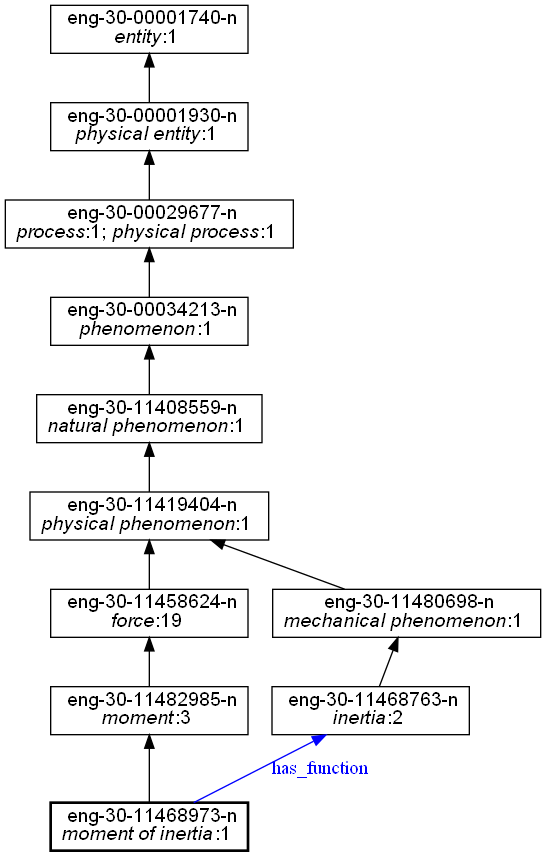 eng-30-00001740-n
entity:1
eng-30-00001930-n
physical entity:1
eng-30-00029677-n
process:1; physical process:1
eng-30-00034213-n
phenomenon:1
eng-30-11408559-n
natural phenomenon:1
eng-30-11419404-n
physical phenomenon:1
eng-30-11458624-n
force:19
eng-30-11480698-n
mechanical phenomenon:1
eng-30-11482985-n
moment:3
eng-30-11468763-n
inertia:2
has_function
eng-30-11468973-n
moment of inertia:1